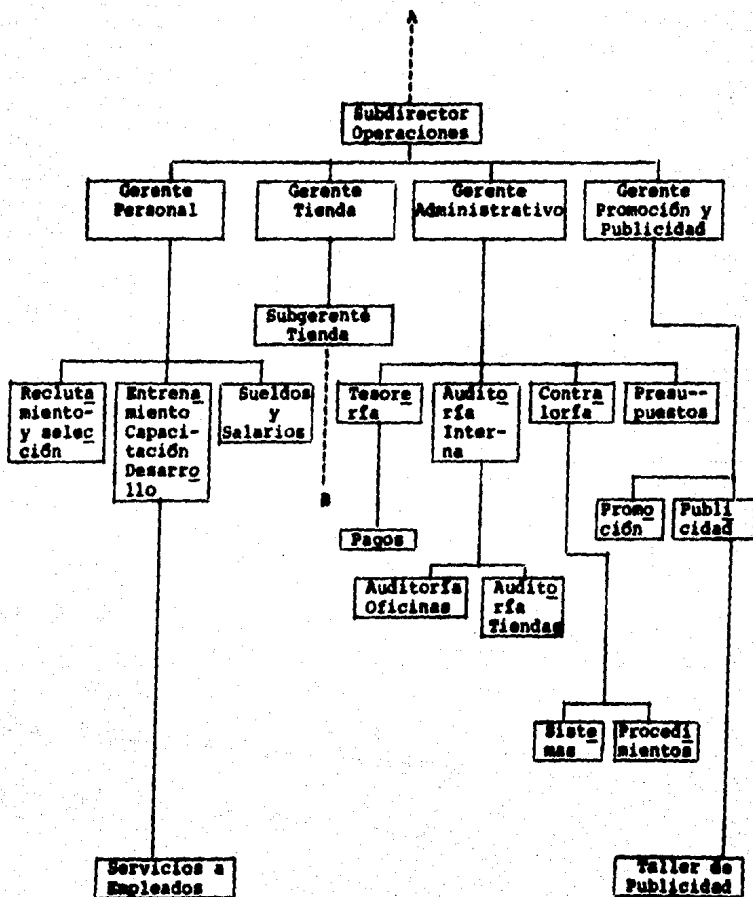 A
Subdirector
Operaciones
Gerente
Personal
Gerente
Tienda
Gerente
Administrativo
Gerente
Promoción y
Publicidad
Subgerente
Tienda
Recluta
miento-
y selec
ción
Entrena
miento
Capaci-
tación
Desarro
llo
Sueldos
y
Salarios
Tesore
ría
Audito
ría
Inter-
na
Contra
loría
Presu--
puestos
B
Pagos
Promo
ción
Publi
cidad
Auditoría
Oficinas
Audito
ría
Tiendas
Siste
mas
Procedi
mientos
Servicios a
Empleados
Taller de
Publicidad